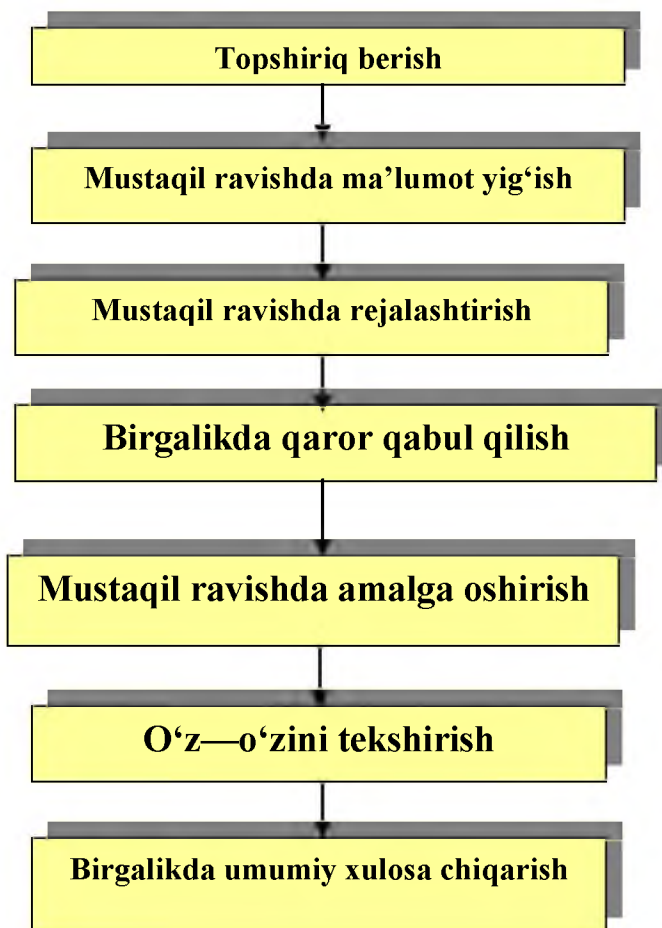 Topshiriq berish
Mustaqil ravishda ma’lumot yig‘ish
Mustaqil ravishda rejalashtirish
Birgalikda qaror qabul qilish
Mustaqil ravishda amalga oshirish
O‘z—o‘zini tekshirish
Birgalikda umumiy xulosa chiqarish